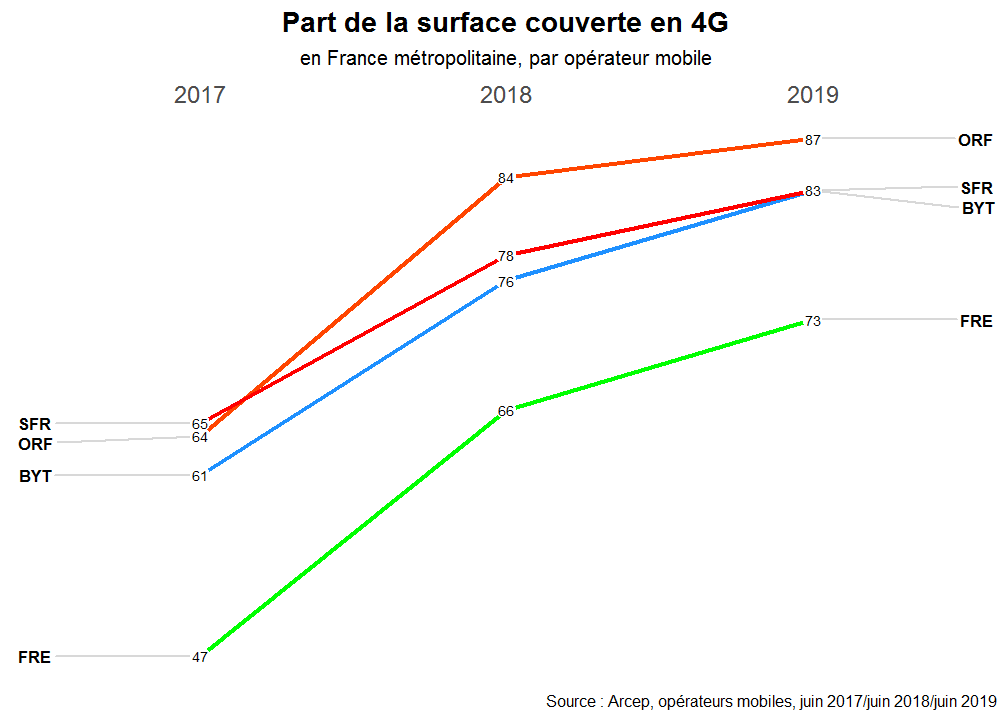 Part de la surface couverte en 4G
en France métropolitaine, par opérateur mobile
2017 2018 2019
87 ORF
84
83 SFR
BYT
78
76
73 FRE
SFR 65
ORF 64
66
BYT 61
FRE 47
Source : Arcep, opérateurs mobiles, juin 2017/juin 2018/juin 2019